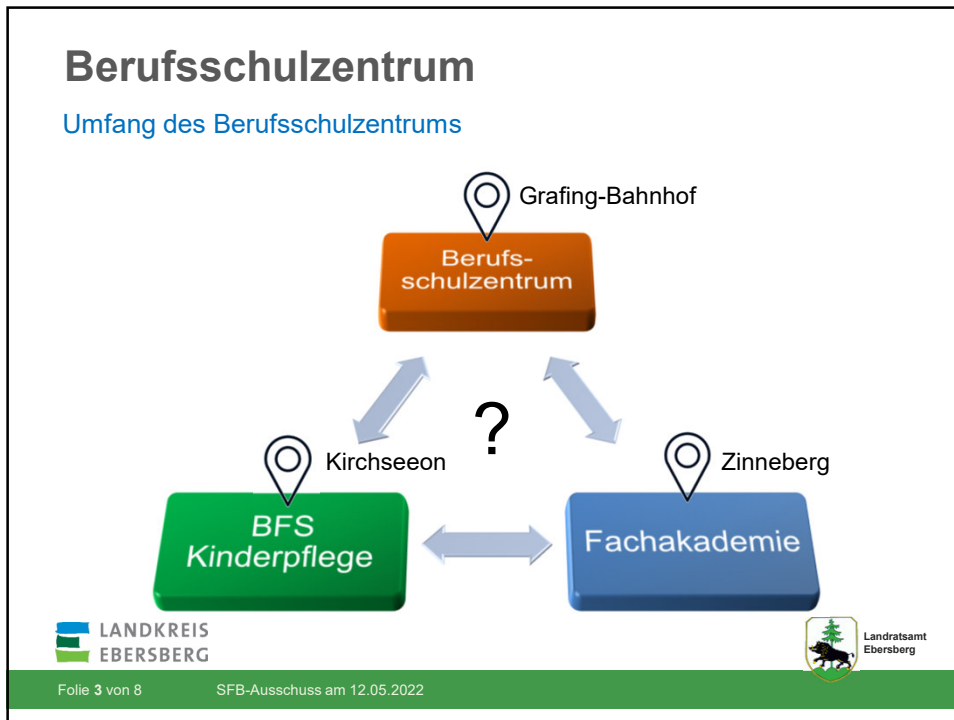 Berufsschulzentrum
Umfang des Berufsschulzentrums
Grafing-Bahnhof
Berufs-
schulzentrum
?
Kirchseeon
Zinneberg
BFS
Kinderpflege
Fachakademie
LANDKREIS
EBERSBERG
Landratsamt
Ebersberg
Folie 3 von 8
SFB-Ausschuss am 12.05.2022